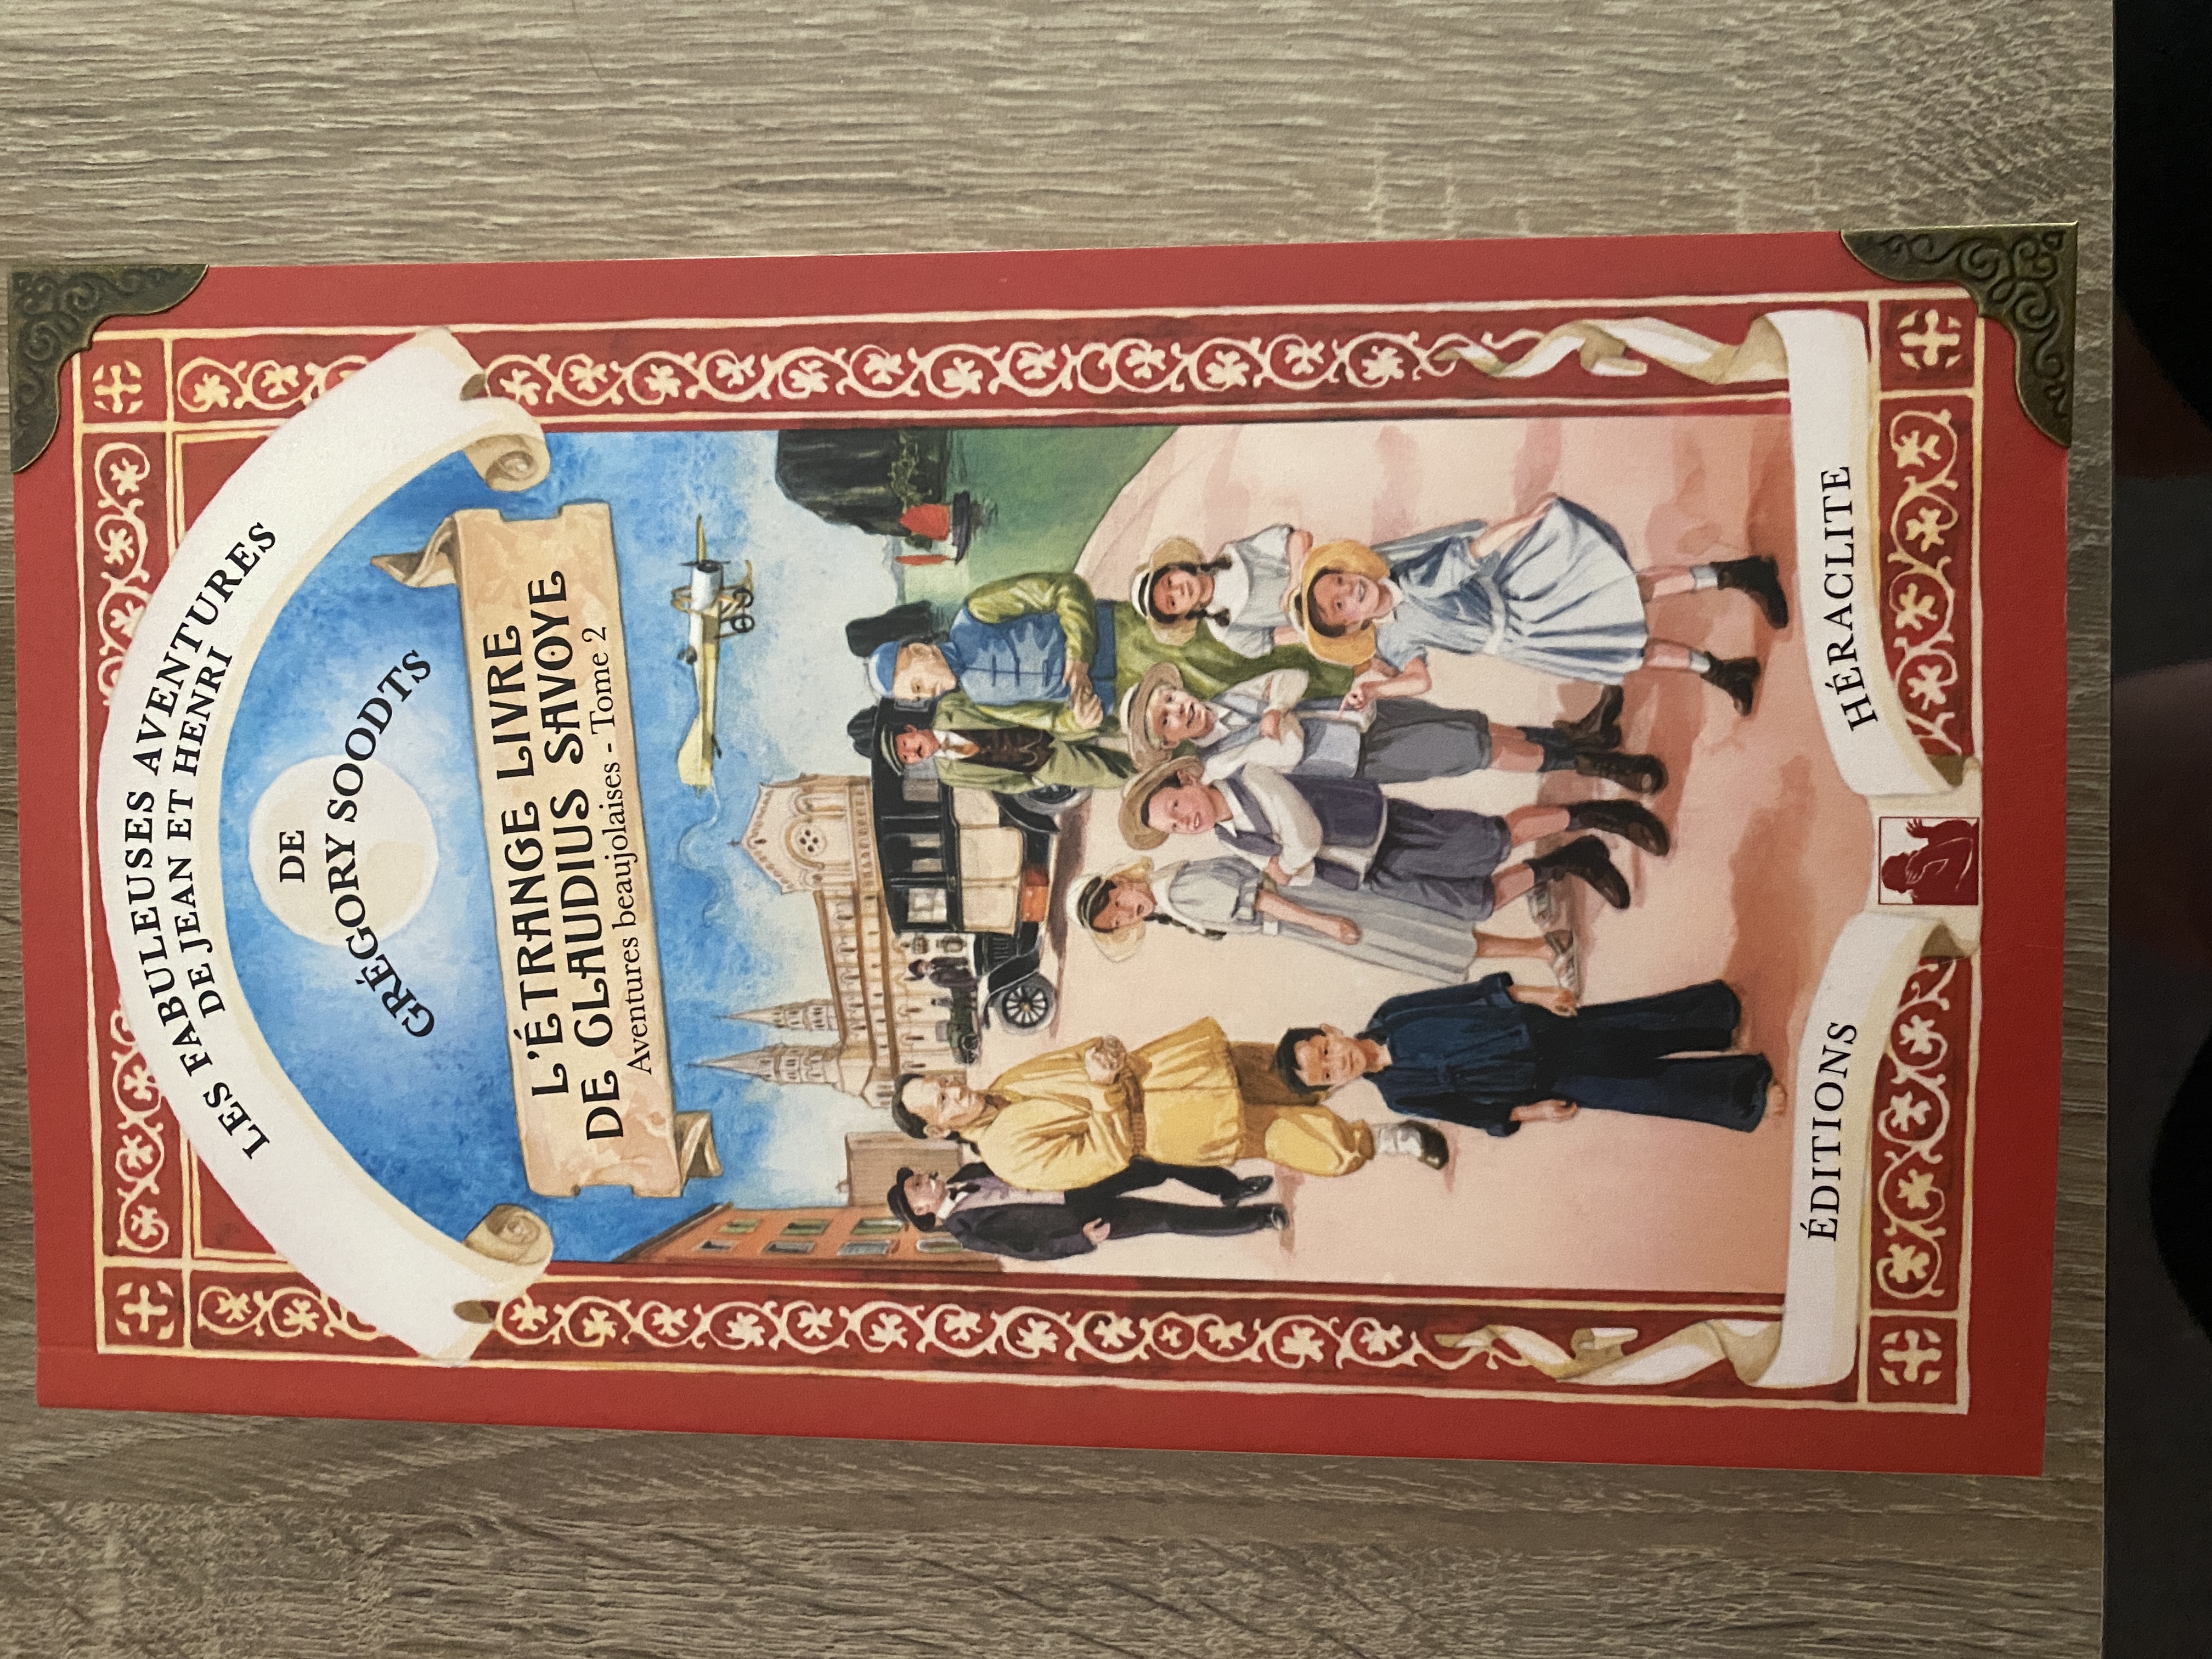 LES FABULEUSES AVENTURES
DE JEAN ET HENRI
DE
GRÉGORY SOODTS
L'ÉTRANGE LIVRE
DE CLAUDIUS SAVOYE
Aventures beaujolaises - Tome 2
ÉDITIONS HÉRACLITE